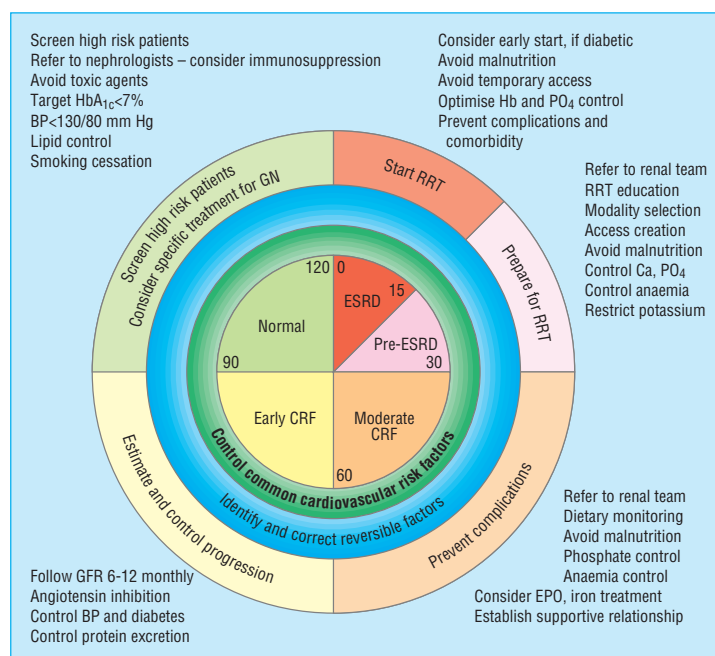 Screen high risk patients
Refer to nephrologists – consider immunosuppression
Avoid toxic agents
Target HbA1c<7%
BP<130/80 mm Hg
Lipid control
Smoking cessation
Consider early start, if diabetic
Avoid malnutrition
Avoid temporary access
Optimise Hb and PO4 control
Prevent complications and
comorbidity
Refer to renal team
RRT education
Modality selection
Access creation
Avoid malnutrition
Control Ca, PO4
Control anaemia
Restrict potassium
Screen high risk patients
Consider specific treatment for GN
Start RRT
Prepare for RRT
120
0
15
ESRD
Normal
Pre-ESRD
90
30
Early CRF
Moderate
CRF
60
Control common cardiovascular risk factors
Identify and correct reversible factors
Estimate and control progression
Prevent complications
Refer to renal team
Dietary monitoring
Avoid malnutrition
Phosphate control
Anaemia control
Consider EPO, iron treatment
Establish supportive relationship
Follow GFR 6-12 monthly
Angiotensin inhibition
Control BP and diabetes
Control protein excretion